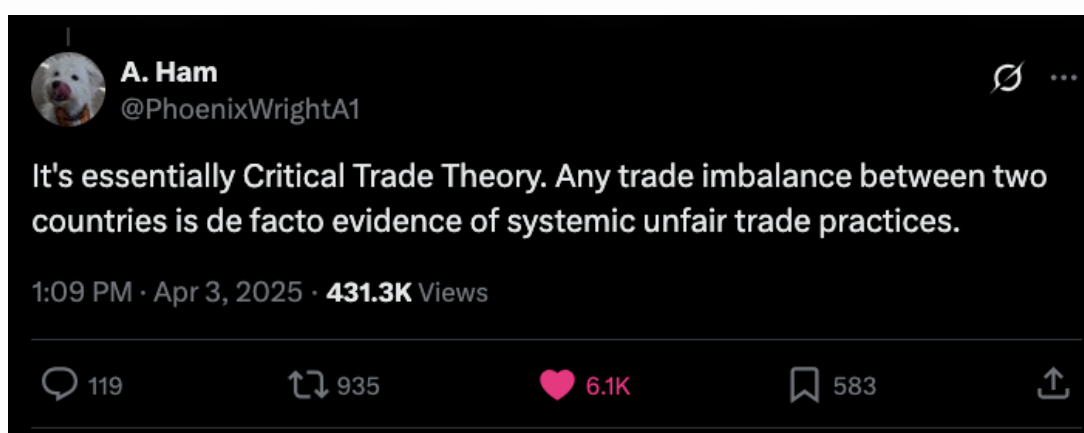 A. Ham
@PhoenixWrightA1
It's essentially Critical Trade Theory. Any trade imbalance between two
countries is de facto evidence of systemic unfair trade practices.
1:09 PM · Apr 3, 2025 · 431.3K Views
119 935 6.1K 583